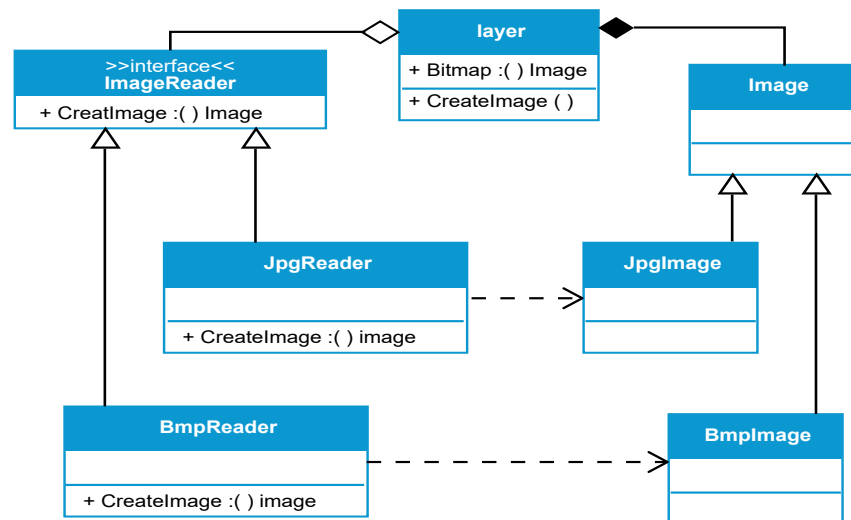 layer
+ Bitmap :( ) Image
+ CreateImage ( )
>>interface<<
ImageReader
+ CreatImage :( ) Image
Image
JpgReader
+ CreateImage :( ) image
JpgImage
BmpReader
+ CreateImage :( ) image
BmpImage